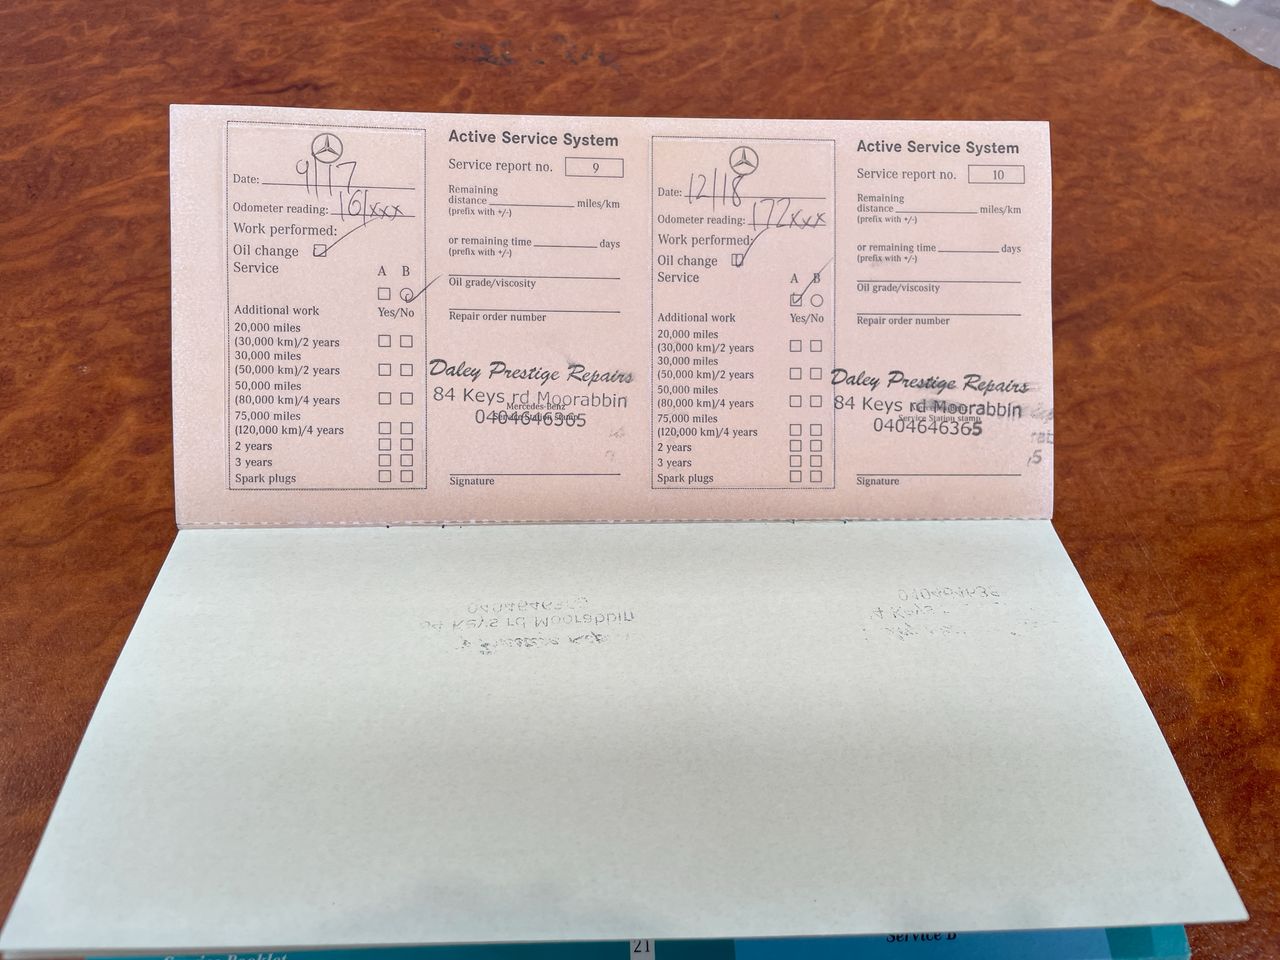 Active Service System
Date: 9/17
Service report no. 9
Odometer reading: 161xxx
Remaining
distance miles/km
(prefix with +/-)
Work performed:
Oil change
or remaining time days
(prefix with +/-)
Service
A B
Oil grade/viscosity
Additional work Yes/No
Repair order number
20,000 miles
(30,000 km)/2 years
30,000 miles
(50,000 km)/2 years
50,000 miles
(80,000 km)/4 years
75,000 miles
(120,000 km)/4 years
2 years
3 years
Spark plugs
Daley Prestige Repairs
84 Keys rd Moorabbin
Mercedes-Benz
Service Station stamp
0404646365
Signature
Active Service System
Date: 12/18
Service report no. 10
Odometer reading: 172xxx
Remaining
distance miles/km
(prefix with +/-)
Work performed:
Oil change
or remaining time days
(prefix with +/-)
Service
A B
Oil grade/viscosity
Additional work Yes/No
Repair order number
20,000 miles
(30,000 km)/2 years
30,000 miles
(50,000 km)/2 years
50,000 miles
(80,000 km)/4 years
75,000 miles
(120,000 km)/4 years
2 years
3 years
Spark plugs
Daley Prestige Repairs
84 Keys rd Moorabbin
Service Station stamp
0404646365
Signature
21
Service B
Service Booklet